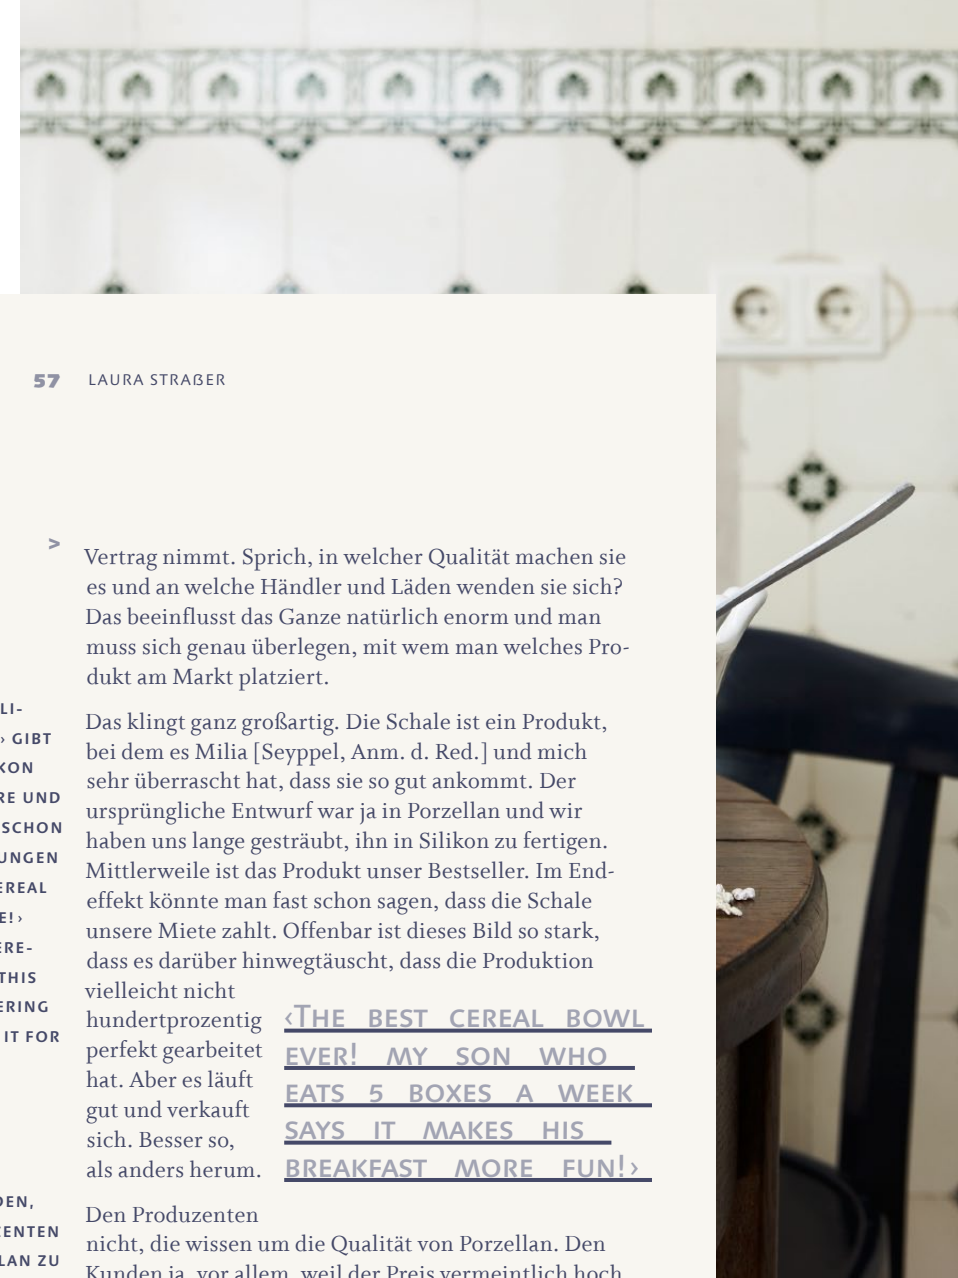 57 LAURA STRAßER
>
Vertrag nimmt. Sprich, in welcher Qualität machen sie
es und an welche Händler und Läden wenden sie sich?
Das beeinflusst das Ganze natürlich enorm und man
muss sich genau überlegen, mit wem man welches Pro-
dukt am Markt platziert.
LI-
› GIBT
KON
RE UND
SCHON
UNGEN
EREAL
E! ›
ERE-
THIS
ERING
IT FOR
Das klingt ganz großartig. Die Schale ist ein Produkt,
bei dem es Milia [Seyppel, Anm. d. Red.] und mich
sehr überrascht hat, dass sie so gut ankommt. Der
ursprüngliche Entwurf war ja in Porzellan und wir
haben uns lange gesträubt, ihn in Silikon zu fertigen.
Mittlerweile ist das Produkt unser Bestseller. Im End-
effekt könnte man fast schon sagen, dass die Schale
unsere Miete zahlt. Offenbar ist dieses Bild so stark,
dass es darüber hinwegtäuscht, dass die Produktion
vielleicht nicht
hundertprozentig
perfekt gearbeitet
hat. Aber es läuft
gut und verkauft
sich. Besser so,
als anders herum.
‹THE BEST CEREAL BOWL
EVER! MY SON WHO
EATS 5 BOXES A WEEK
SAYS IT MAKES HIS
BREAKFAST MORE FUN! ›
DEN,
ZENTEN
LAN ZU
Den Produzenten
nicht, die wissen um die Qualität von Porzellan. Den
Kunden ja, vor allem, weil der Preis vermeintlich hoch